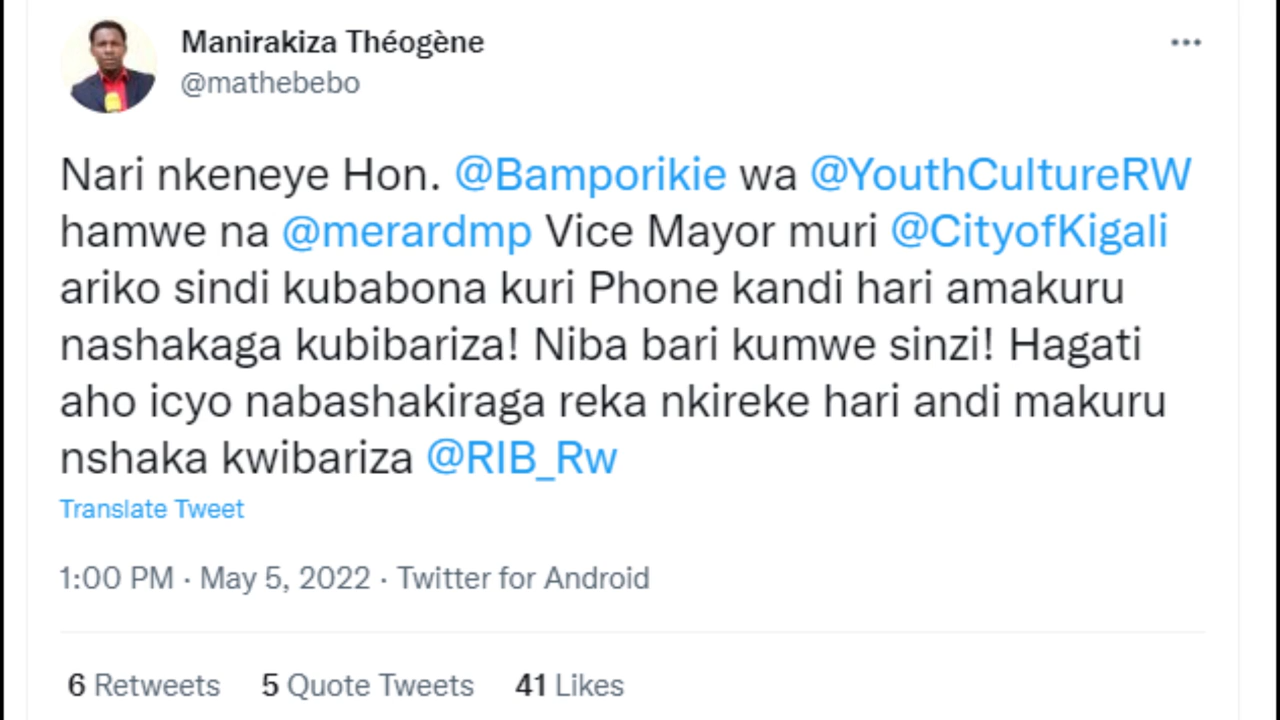 Manirakiza Théogène
@mathebebo
Nari nkeneye Hon. @Bamporikie wa @YouthCultureRW
hamwe na @merardmp Vice Mayor muri @CityofKigali
ariko sindi kubabona kuri Phone kandi hari amakuru
nashakaga kubibariza! Niba bari kumwe sinzi! Hagati
aho icyo nabashakiraga reka nkireke hari andi makuru
nshaka kwibariza @RIB_Rw
Translate Tweet
1:00 PM · May 5, 2022 · Twitter for Android
6 Retweets 5 Quote Tweets 41 Likes